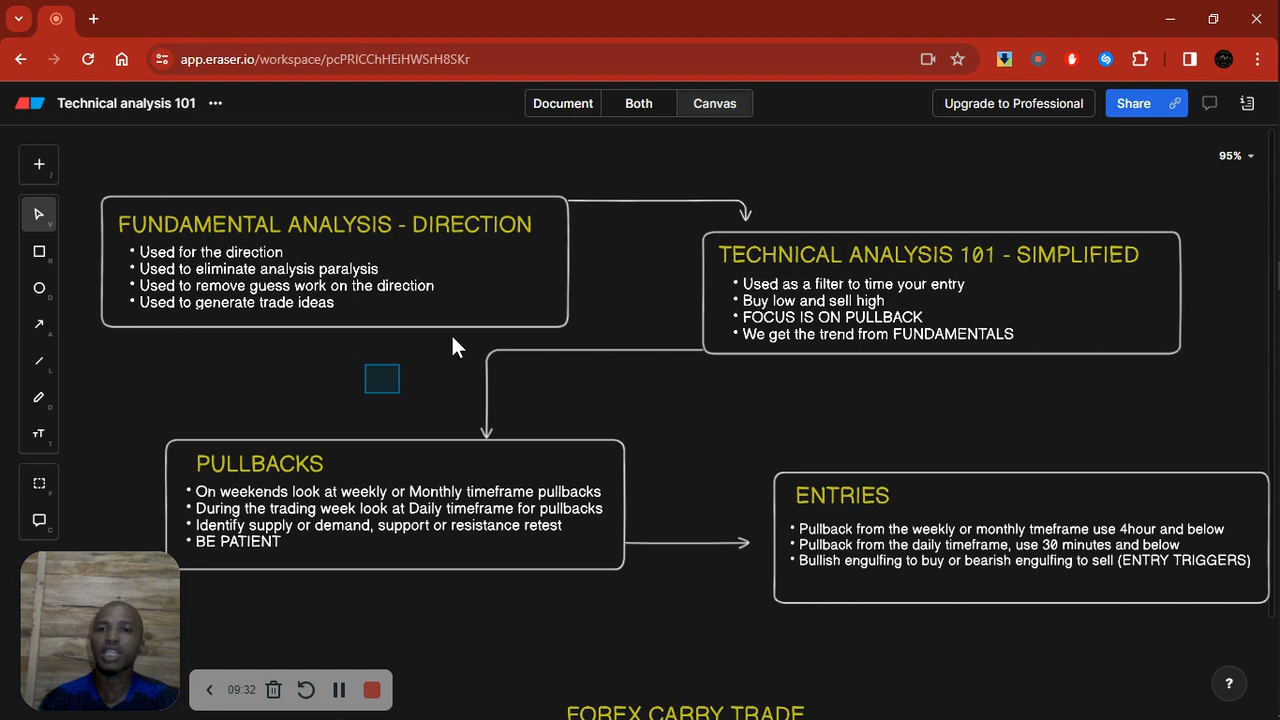 app.eraser.io/workspace/pcPRICChHEiHWSrH8SKr
Technical analysis 101
Document
Both
Canvas
Upgrade to Professional
Share
95%
FUNDAMENTAL ANALYSIS - DIRECTION
• Used for the direction
• Used to eliminate analysis paralysis
• Used to remove guess work on the direction
• Used to generate trade ideas
TECHNICAL ANALYSIS 101 - SIMPLIFIED
• Used as a filter to time your entry
• Buy low and sell high
• FOCUS IS ON PULLBACK
• We get the trend from FUNDAMENTALS
PULLBACKS
• On weekends look at weekly or Monthly timeframe pullbacks
• During the trading week look at Daily timeframe for pullbacks
• Identify supply or demand, support or resistance retest
• BE PATIENT
ENTRIES
• Pullback from the weekly or monthly tmeframe use 4hour and below
• Pullback from the daily timeframe, use 30 minutes and below
• Bullish engulfing to buy or bearish engulfing to sell (ENTRY TRIGGERS)
09:32
?
FOREX CARRY TRADE